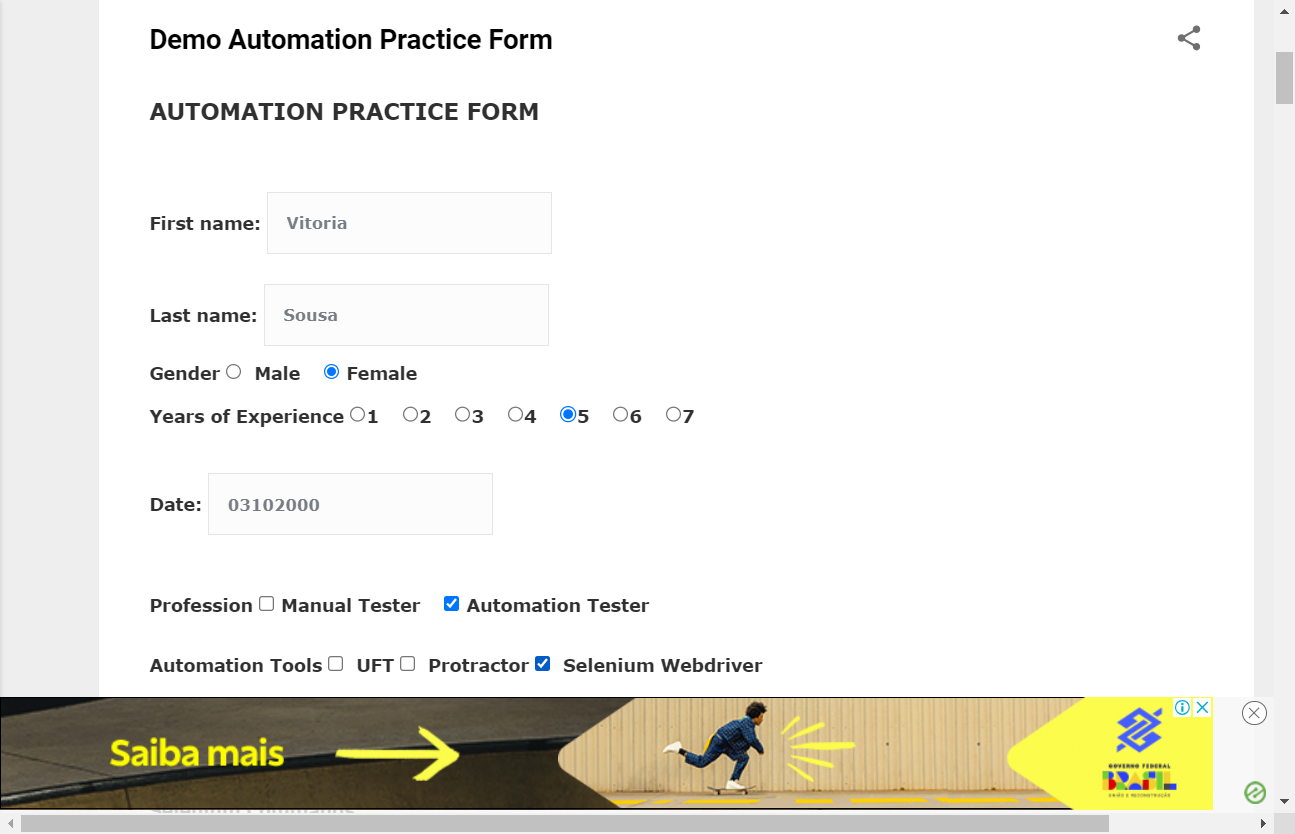 Demo Automation Practice Form
AUTOMATION PRACTICE FORM
First name: Vitoria
Last name: Sousa
Gender Male Female
Years of Experience 1 2 3 4 5 6 7
Date: 03102000
Profession Manual Tester Automation Tester
Automation Tools UFT Protractor Selenium Webdriver
Saiba mais
GOVERNO FEDERAL
BRASIL
UNIÃO E RECONSTRUÇÃO